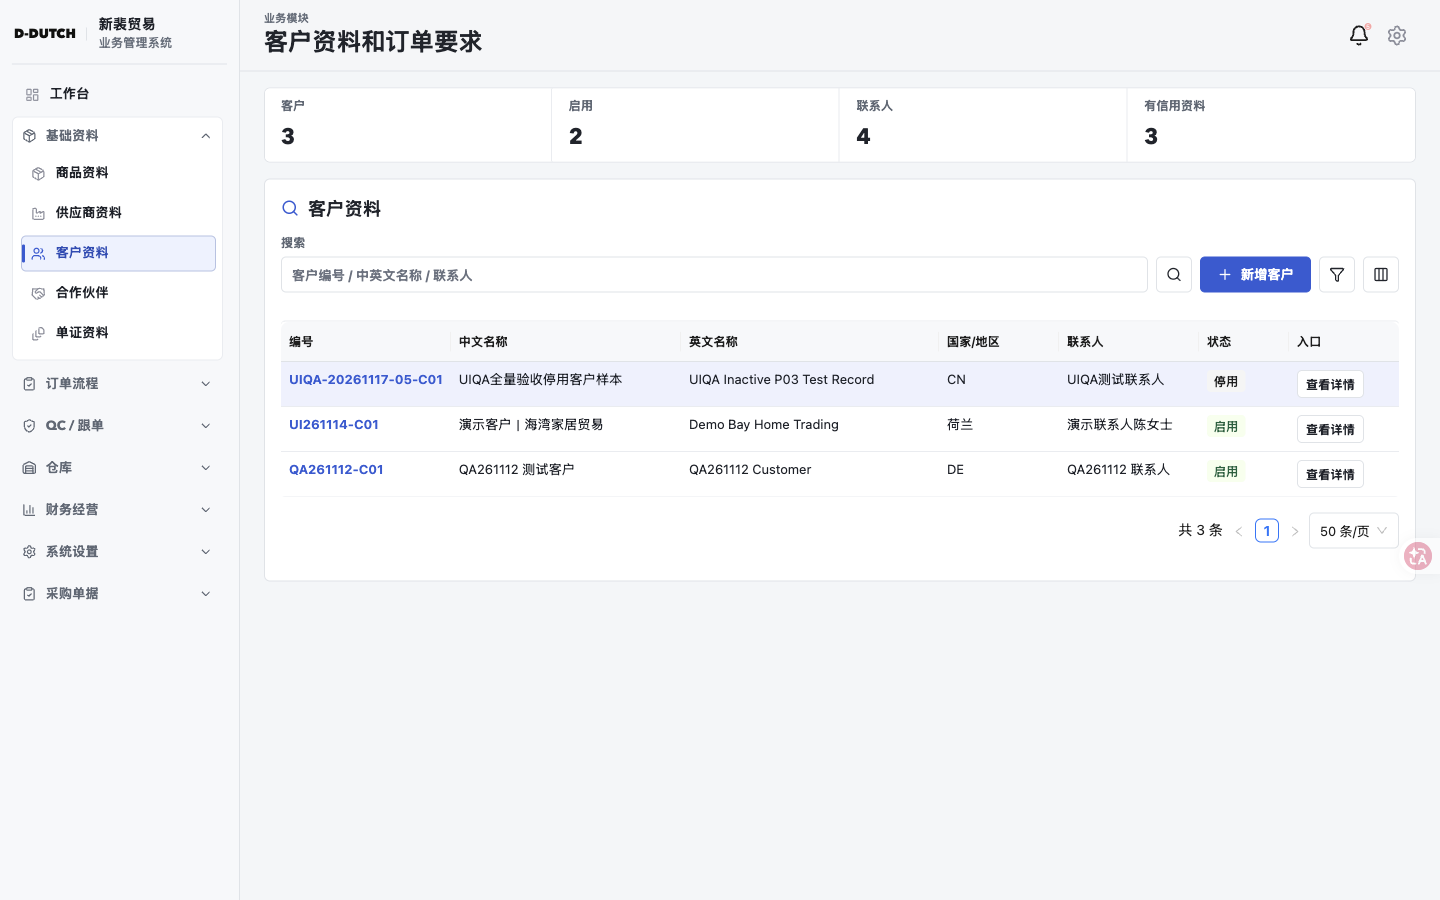 D-DUTCH
新裴贸易
业务管理系统
工作台
基础资料
商品资料
供应商资料
客户资料
合作伙伴
单证资料
订单流程
QC / 跟单
仓库
财务经营
系统设置
采购单据
业务模块
客户资料和订单要求
客户
3
启用
2
联系人
4
有信用资料
3
客户资料
搜索
客户编号 / 中英文名称 / 联系人
新增客户
编号 中文名称 英文名称 国家/地区 联系人 状态 入口
UIQA-20261117-05-C01 UIQA全量验收停用客户样本 UIQA Inactive P03 Test Record CN UIQA测试联系人 停用 查看详情
UI261114-C01 演示客户 | 海湾家居贸易 Demo Bay Home Trading 荷兰 演示联系人陈女士 启用 查看详情
QA261112-C01 QA261112 测试客户 QA261112 Customer DE QA261112 联系人 启用 查看详情
共 3 条 1 50 条/页